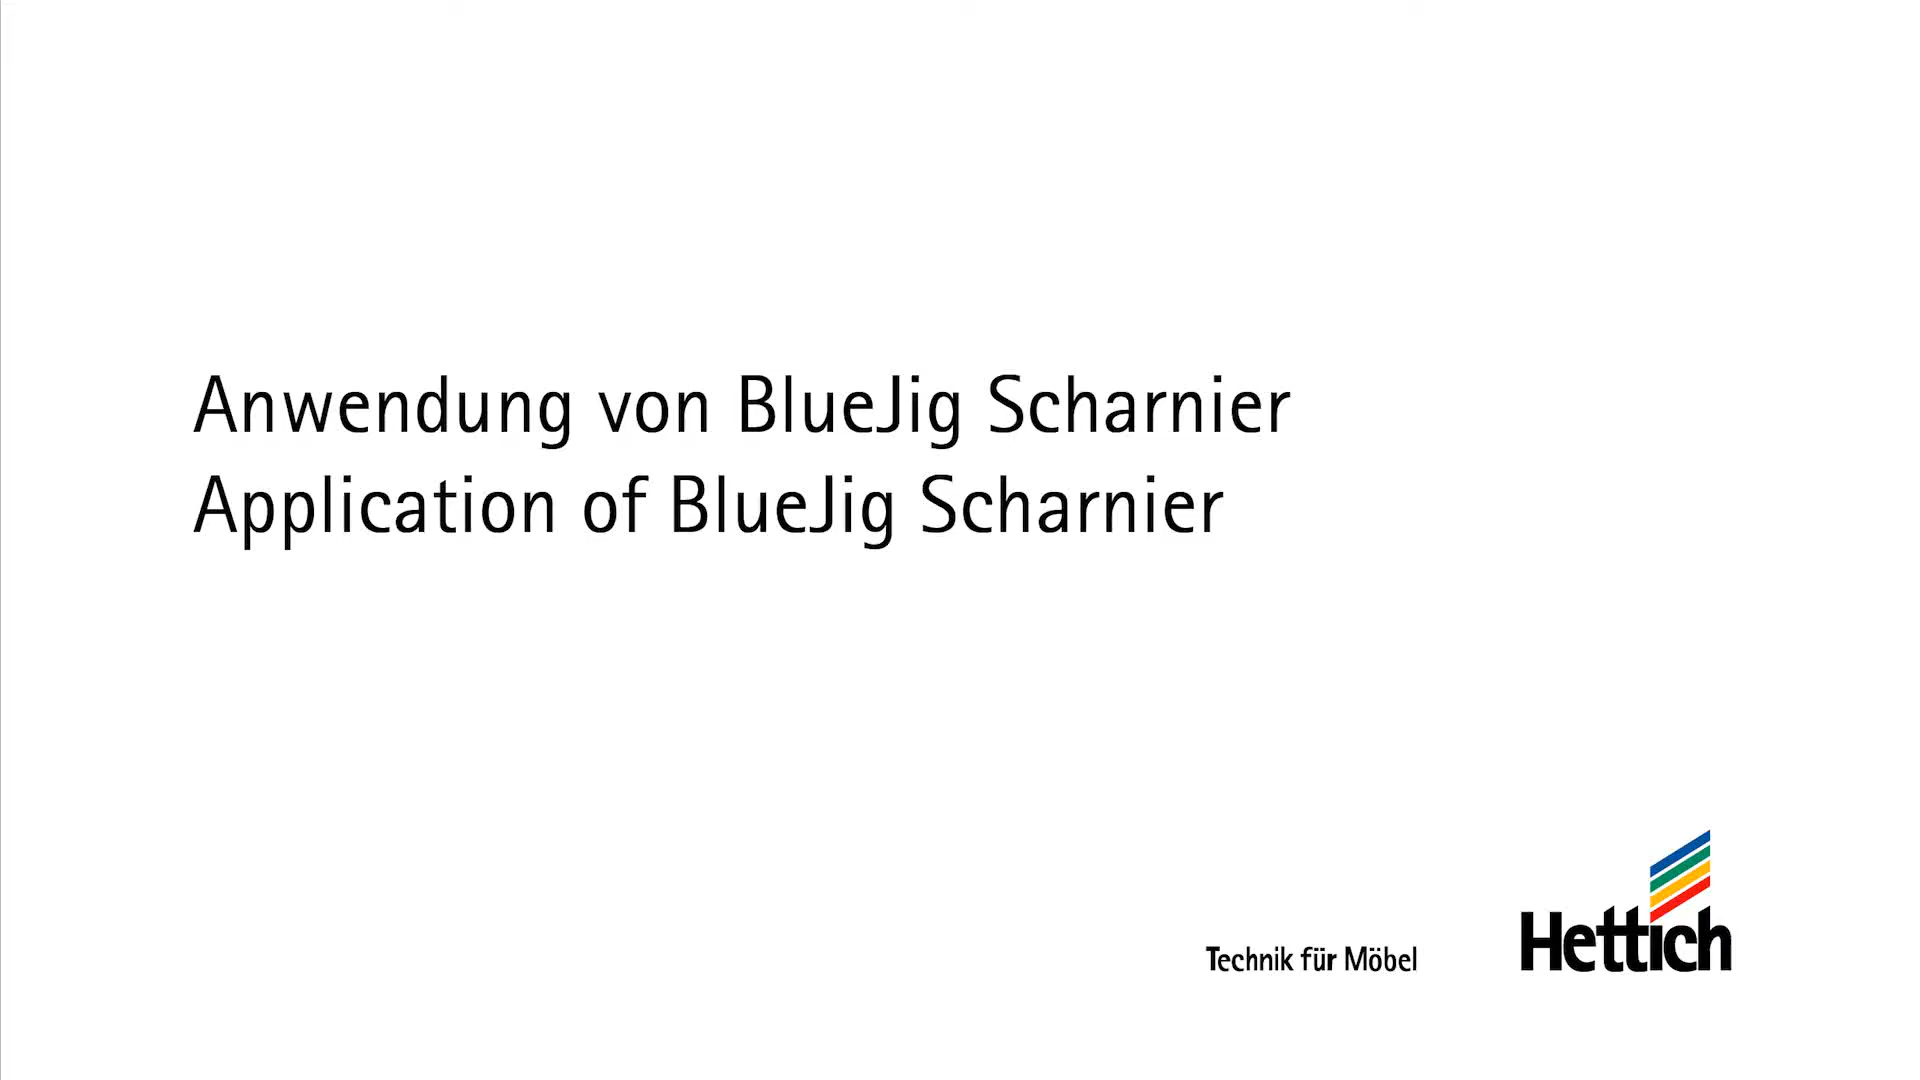 Anwendung von BlueJig Scharnier
Application of BlueJig Scharnier
Technik für Möbel
Hettich